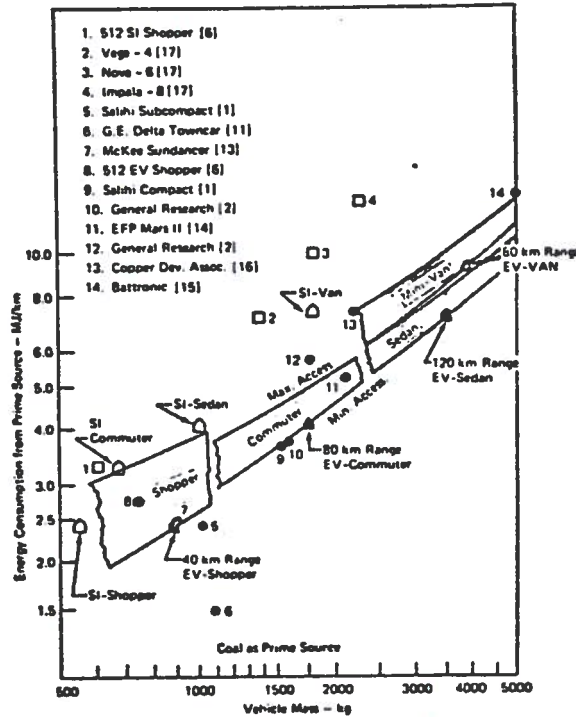 1. 512 SI Shopper [6]
2. Vega - 4 [17]
3. Nova - 6 [17]
4. Impala - 8 [17]
5. Salihi Subcompact [1]
6. G.E. Delta Towncar [11]
7. McKee Sundancer [13]
8. 512 EV Shopper [6]
9. Salihi Compact [1]
10. General Research [2]
11. EFP Mars II [14]
12. General Research [2]
13. Copper Dev. Assoc. [16]
14. Battronic [15]
Energy Consumption from Prime Source - MJ/km
10.0
8.0
6.0
5.0
4.0
3.0
2.5
2.0
1.5
4
14
3
SI-Van
2
13
Mini-Van
60 km Range
EV-VAN
Sedan
12
Max. Access
11
Min. Access
120 km Range
EV-Sedan
SI-Sedan
SI
Commuter
Commuter
9
10
80 km Range
EV-Commuter
1
Shopper
8
7
5
40 km Range
EV-Shopper
SI-Shopper
6
Coal as Prime Source
500
1000
1500
2000
3000
4000
5000
Vehicle Mass - kg